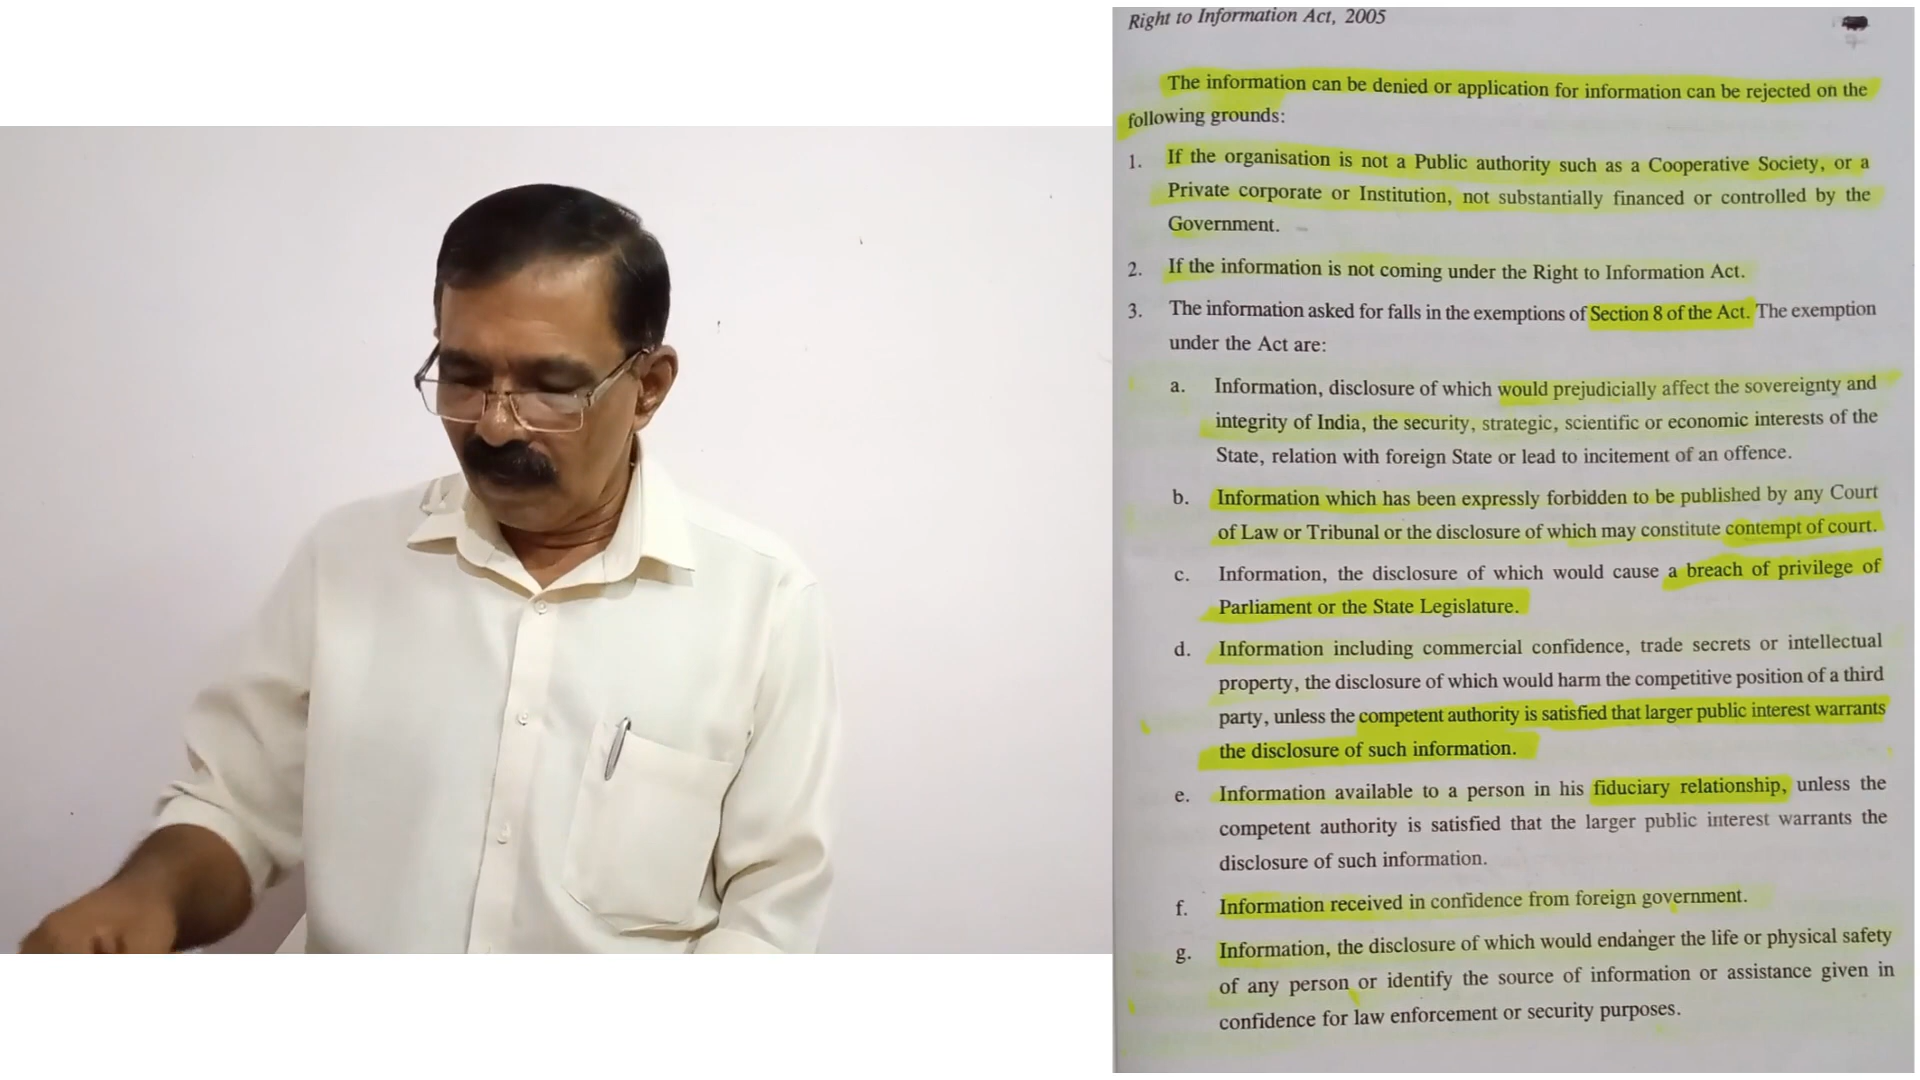 Right to Information Act, 2005
The information can be denied or application for information can be rejected on the
following grounds:
1. If the organisation is not a Public authority such as a Cooperative Society, or a
Private corporate or Institution, not substantially financed or controlled by the
Government.
2. If the information is not coming under the Right to Information Act.
3. The information asked for falls in the exemptions of Section 8 of the Act. The exemption
under the Act are:
a. Information, disclosure of which would prejudicially affect the sovereignty and
integrity of India, the security, strategic, scientific or economic interests of the
State, relation with foreign State or lead to incitement of an offence.
b. Information which has been expressly forbidden to be published by any Court
of Law or Tribunal or the disclosure of which may constitute contempt of court.
c. Information, the disclosure of which would cause a breach of privilege of
Parliament or the State Legislature.
d. Information including commercial confidence, trade secrets or intellectual
property, the disclosure of which would harm the competitive position of a third
party, unless the competent authority is satisfied that larger public interest warrants
the disclosure of such information.
e. Information available to a person in his fiduciary relationship, unless the
competent authority is satisfied that the larger public interest warrants the
disclosure of such information.
f. Information received in confidence from foreign government.
g. Information, the disclosure of which would endanger the life or physical safety
of any person or identify the source of information or assistance given in
confidence for law enforcement or security purposes.